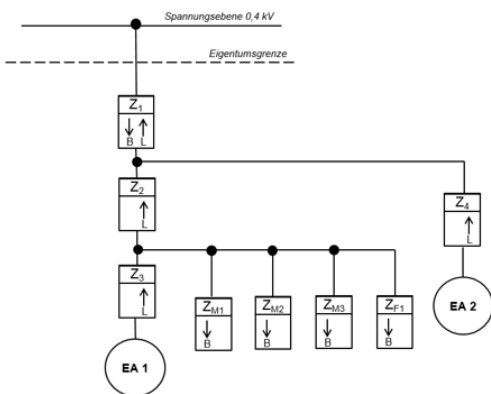 Spannungsebene 0,4 kV
Eigentumsgrenze
Z1
B L
Z2
L
Z4
L
Z3
L
ZM1
B
ZM2
B
ZM3
B
ZF1
B
EA 2
EA 1